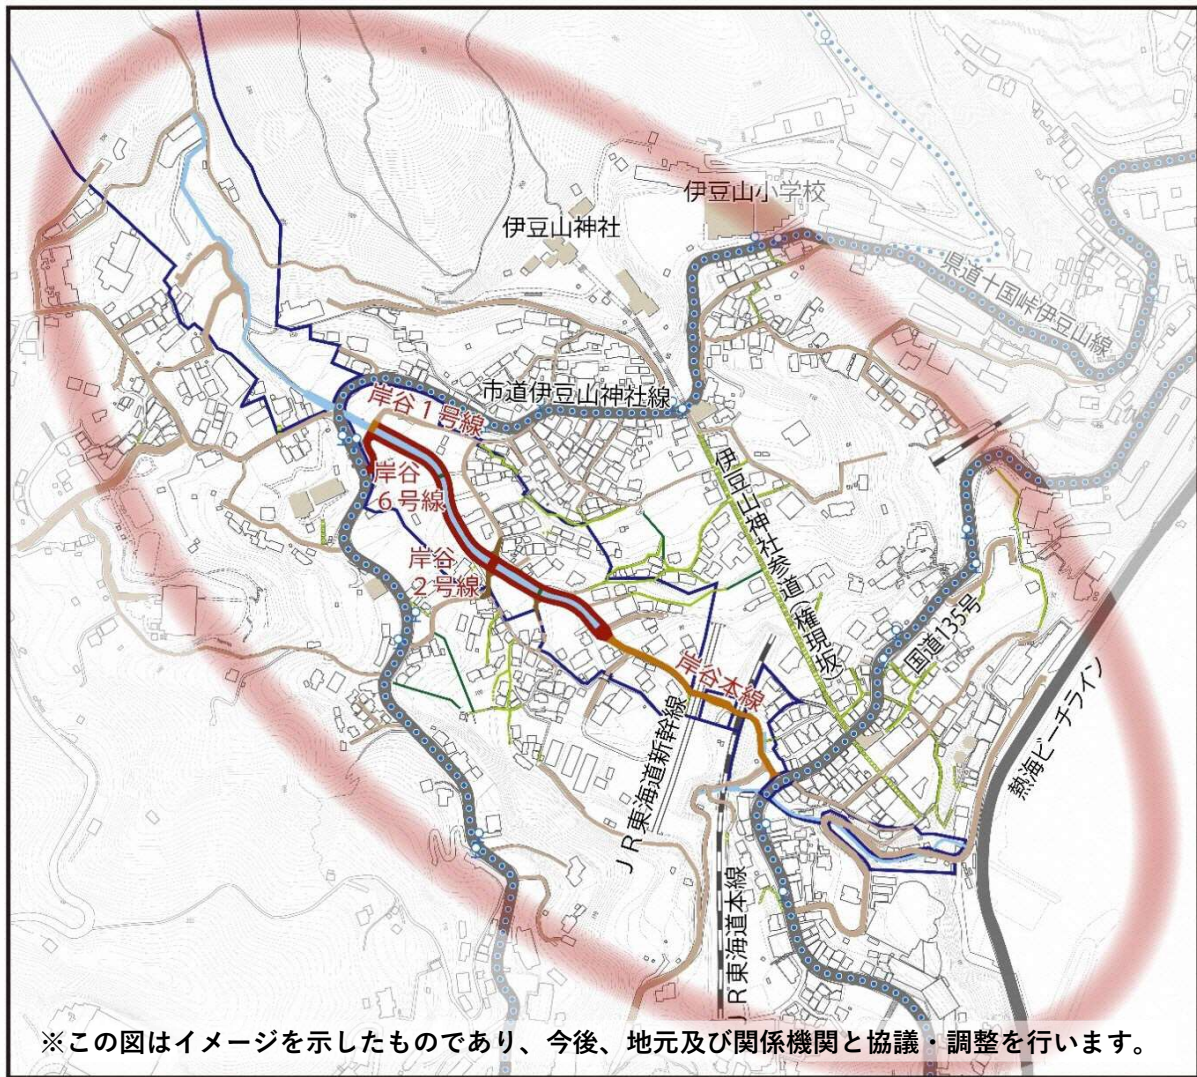 伊豆山小学校
伊豆山神社
県道十国峠伊豆山線
市道伊豆山神社線
岸谷1号線
岸谷
6号線
岸谷
2号線
伊豆山神社参道(権現坂)
国道135号
岸谷本線
熱海ビーチライン
JR東海道新幹線
JR東海道本線
※この図はイメージを示したものであり、今後、地元及び関係機関と協議・調整を行います。